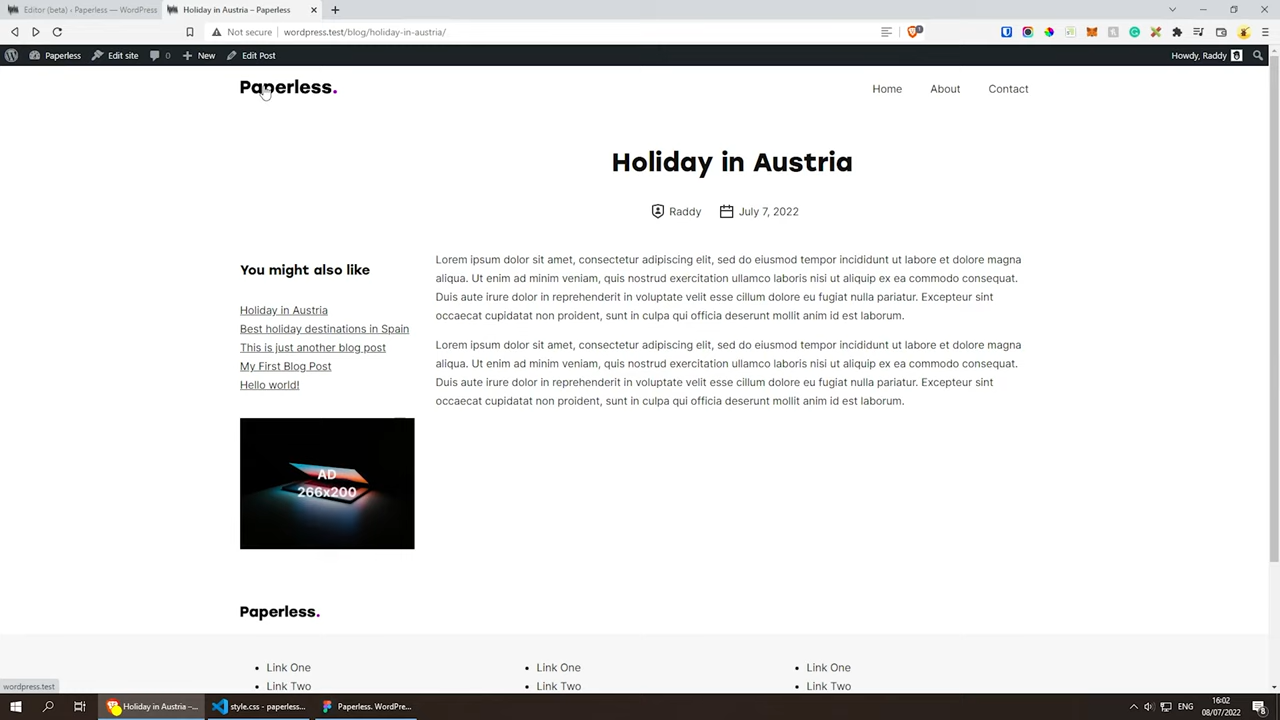 Editor (beta) ‹ Paperless — WordPress
Holiday in Austria – Paperless
Not secure
wordpress.test/blog/holiday-in-austria/
Paperless
Edit site
0
New
Edit Post
Howdy, Raddy
Paperless.
Home
About
Contact
Holiday in Austria
Raddy
July 7, 2022
You might also like
Holiday in Austria
Best holiday destinations in Spain
This is just another blog post
My First Blog Post
Hello world!
AD
266x200
Lorem ipsum dolor sit amet, consectetur adipiscing elit, sed do eiusmod tempor incididunt ut labore et dolore magna
aliqua. Ut enim ad minim veniam, quis nostrud exercitation ullamco laboris nisi ut aliquip ex ea commodo consequat.
Duis aute irure dolor in reprehenderit in voluptate velit esse cillum dolore eu fugiat nulla pariatur. Excepteur sint
occaecat cupidatat non proident, sunt in culpa qui officia deserunt mollit anim id est laborum.
Lorem ipsum dolor sit amet, consectetur adipiscing elit, sed do eiusmod tempor incididunt ut labore et dolore magna
aliqua. Ut enim ad minim veniam, quis nostrud exercitation ullamco laboris nisi ut aliquip ex ea commodo consequat.
Duis aute irure dolor in reprehenderit in voluptate velit esse cillum dolore eu fugiat nulla pariatur. Excepteur sint
occaecat cupidatat non proident, sunt in culpa qui officia deserunt mollit anim id est laborum.
Paperless.
Link One
Link Two
Link One
Link Two
Link One
Link Two
wordpress.test
Holiday in Austria –...
style.css - paperless...
Paperless. WordPre...
ENG
16:02
08/07/2022